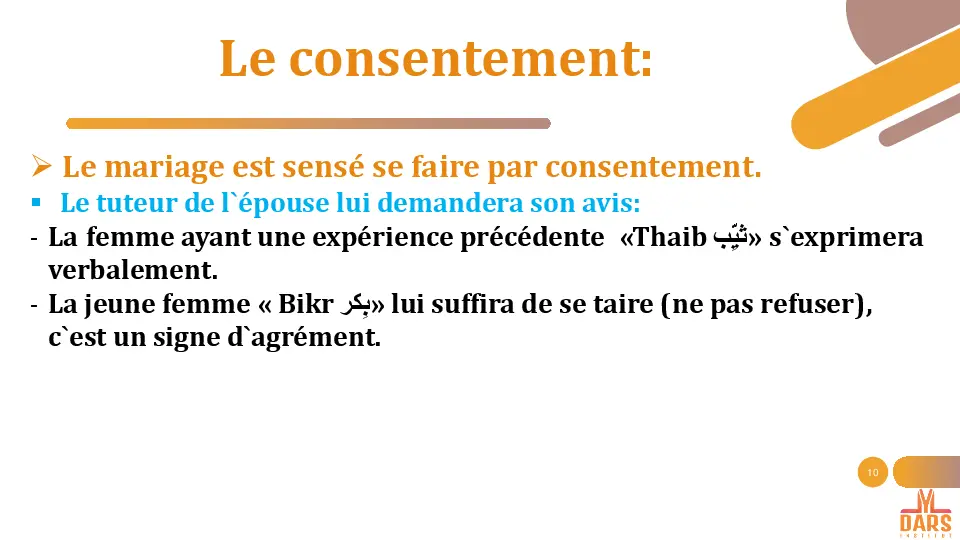 Le consentement:
➢ Le mariage est sensé se faire par consentement.
▪ Le tuteur de l`épouse lui demandera son avis:
- La femme ayant une expérience précédente «Thaib ثيِّب» s`exprimera
verbalement.
- La jeune femme « Bikr بِكر» lui suffira de se taire (ne pas refuser),
c`est un signe d`agrément.
10
DARS
INSTITUT